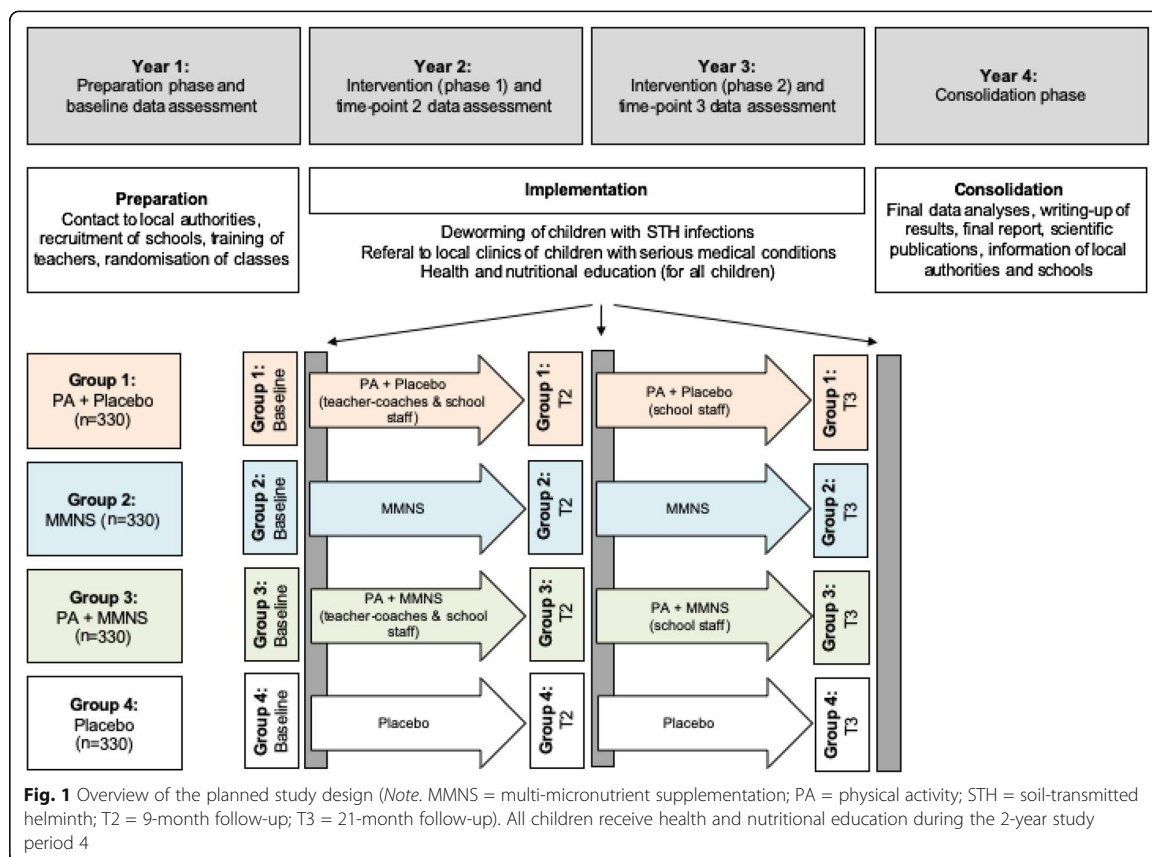 Year 1:
Preparation phase and
baseline data assessment
Year 2:
Intervention (phase 1) and
time-point 2 data assessment
Year 3:
Intervention (phase 2) and
time-point 3 data assessment
Year 4:
Consolidation phase
Preparation
Contact to local authorities,
recruitment of schools, training of
teachers, randomisation of classes
Implementation
Deworming of children with STH infections
Referal to local clinics of children with serious medical conditions
Health and nutritional education (for all children)
Consolidation
Final data analyses, writing-up of
results, final report, scientific
publications, information of local
authorities and schools
Group 1:
PA + Placebo
(n=330)
Group 1:
Baseline
PA + Placebo
(teacher-coaches & school
staff)
Group 1:
T2
PA + Placebo
(school staff)
Group 1:
T3
Group 2:
MMNS (n=330)
Group 2:
Baseline
MMNS
Group 2:
T2
MMNS
Group 2:
T3
Group 3:
PA + MMNS
(n=330)
Group 3:
Baseline
PA + MMNS
(teacher-coaches & school
staff)
Group 3:
T2
PA + MMNS
(school staff)
Group 3:
T3
Group 4:
Placebo
(n=330)
Group 4:
Baseline
Placebo
Group 4:
T2
Placebo
Group 4:
T3
Fig. 1 Overview of the planned study design (Note. MMNS = multi-micronutrient supplementation; PA = physical activity; STH = soil-transmitted
helminth; T2 = 9-month follow-up; T3 = 21-month follow-up). All children receive health and nutritional education during the 2-year study
period 4